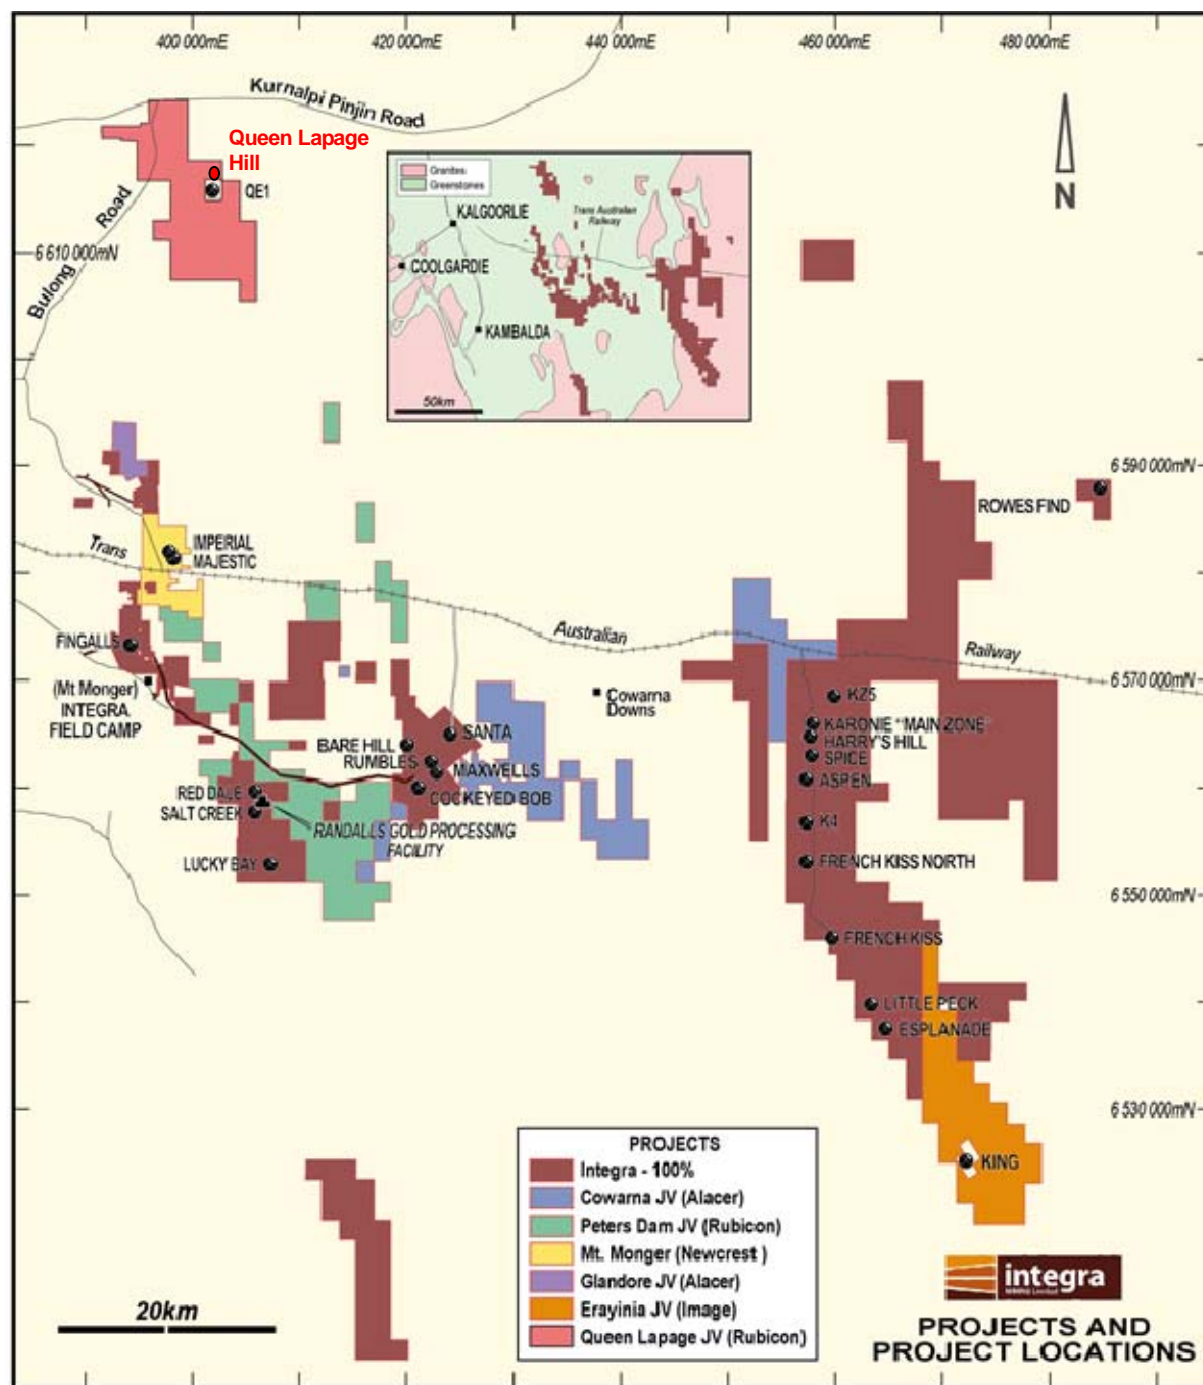 400 000mE
420 000mE
440 000mE
460 000mE
480 000mE
Kurnalpi Pinjin Road
Queen Lapage
Hill
QE1
Bulong Road
6 610 000mN
Granites
Greenstones
Trans Australian
Railway
KALGOORLIE
COOLGARDIE
KAMBALDA
50km
N
6 590 000mN
ROWES FIND
IMPERIAL
MAJESTIC
Trans
Australian
Railway
FINGALLS
(Mt Monger)
INTEGRA
FIELD CAMP
Cowarna
Downs
6 570 000mN
K25
KARONIE "MAIN ZONE"
HARRY'S HILL
SPICE
ASPEN
K4
FRENCH KISS NORTH
SANTA
BARE HILL
RUMBLES
MAXWELLS
COCKEYED BOB
RED DALE
SALT CREEK
RANDALLS GOLD PROCESSING
FACILITY
LUCKY BAY
6 550 000mN
FRENCH KISS
LITTLE PECK
ESPLANADE
6 530 000mN
KING
PROJECTS
Integra - 100%
Cowarna JV (Alacer)
Peters Dam JV (Rubicon)
Mt. Monger (Newcrest )
Glandore JV (Alacer)
Erayinia JV (Image)
Queen Lapage JV (Rubicon)
20km
integra
MINING Limited
PROJECTS AND
PROJECT LOCATIONS